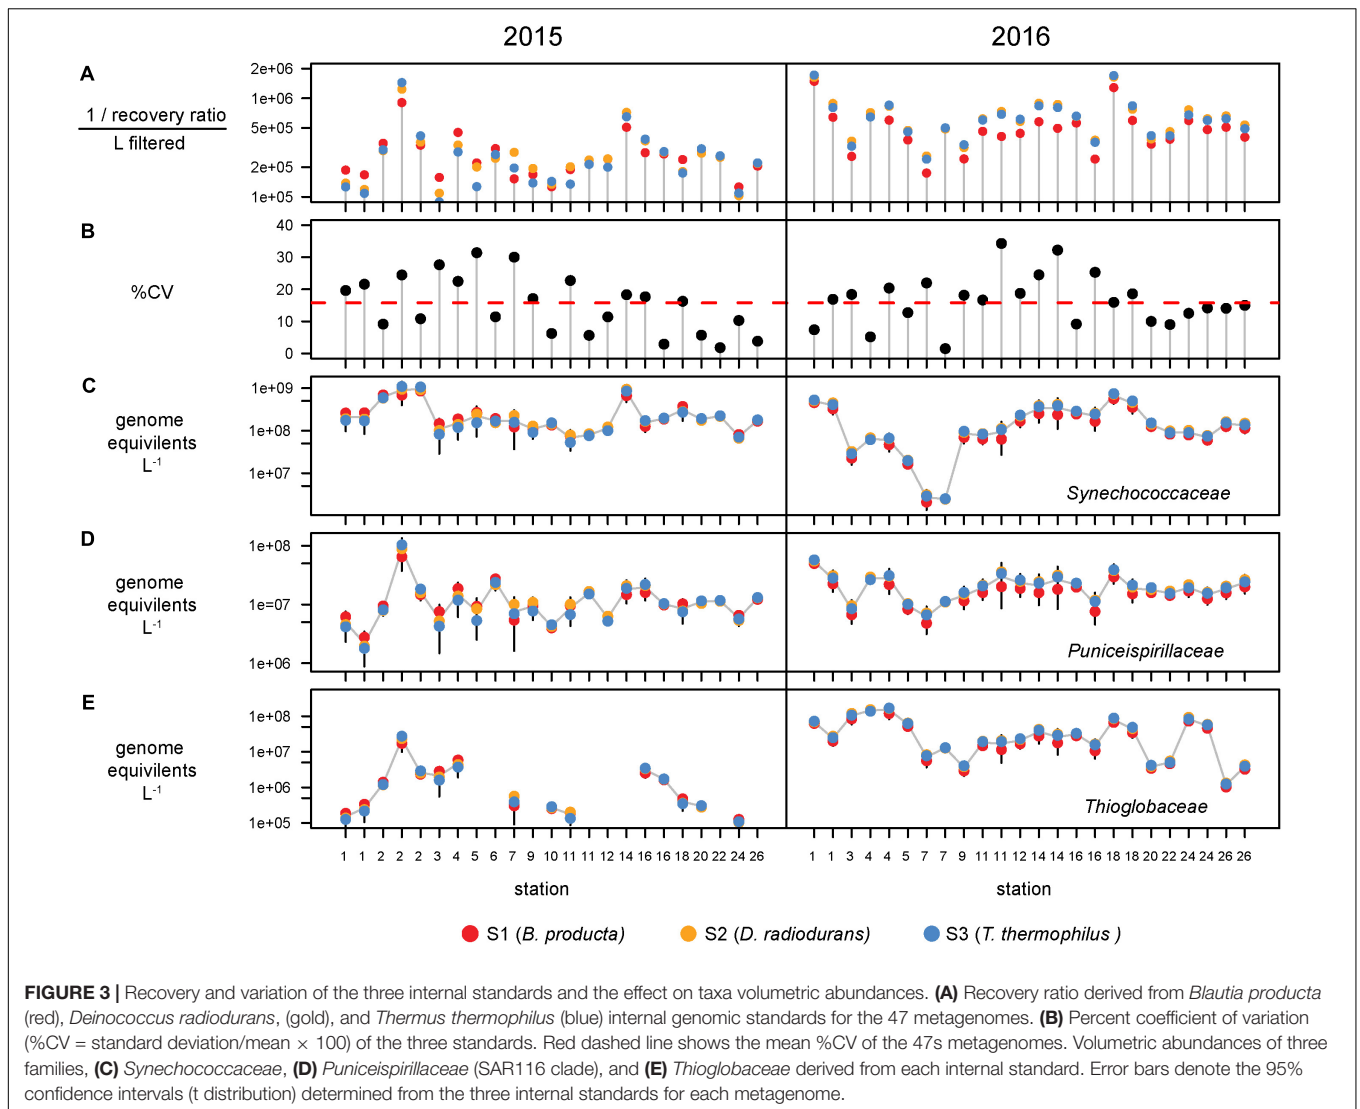 2015 2016
A
1 / recovery ratio
L filtered
2e+06
1e+06
5e+05
2e+05
1e+05
B
%CV
40
30
20
10
0
C
genome
equivilents
L-1
1e+09
1e+08
1e+07
Synechococcaceae
D
genome
equivilents
L-1
1e+08
1e-07
1e+06
Puniceispirillaceae
E
genome
equivilents
L-1
1e+08
1e+07
1e+06
1e+05
Thioglobaceae
1 1 2 2 2 3 4 5 6 7 9 10 11 11 12 14 16 16 18 20 22 24 26 1 1 3 4 4 5 7 7 9 11 11 12 14 14 16 16 18 18 20 22 24 24 26 26
station station
S1 (B. producta) S2 (D. radiodurans) S3 (T. thermophilus )
FIGURE 3 | Recovery and variation of the three internal standards and the effect on taxa volumetric abundances. (A) Recovery ratio derived from Blautia producta
(red), Deinococcus radiodurans, (gold), and Thermus thermophilus (blue) internal genomic standards for the 47 metagenomes. (B) Percent coefficient of variation
(%CV = standard deviation/mean × 100) of the three standards. Red dashed line shows the mean %CV of the 47s metagenomes. Volumetric abundances of three
families, (C) Synechococcaceae, (D) Puniceispirillaceae (SAR116 clade), and (E) Thioglobaceae derived from each internal standard. Error bars denote the 95%
confidence intervals (t distribution) determined from the three internal standards for each metagenome.